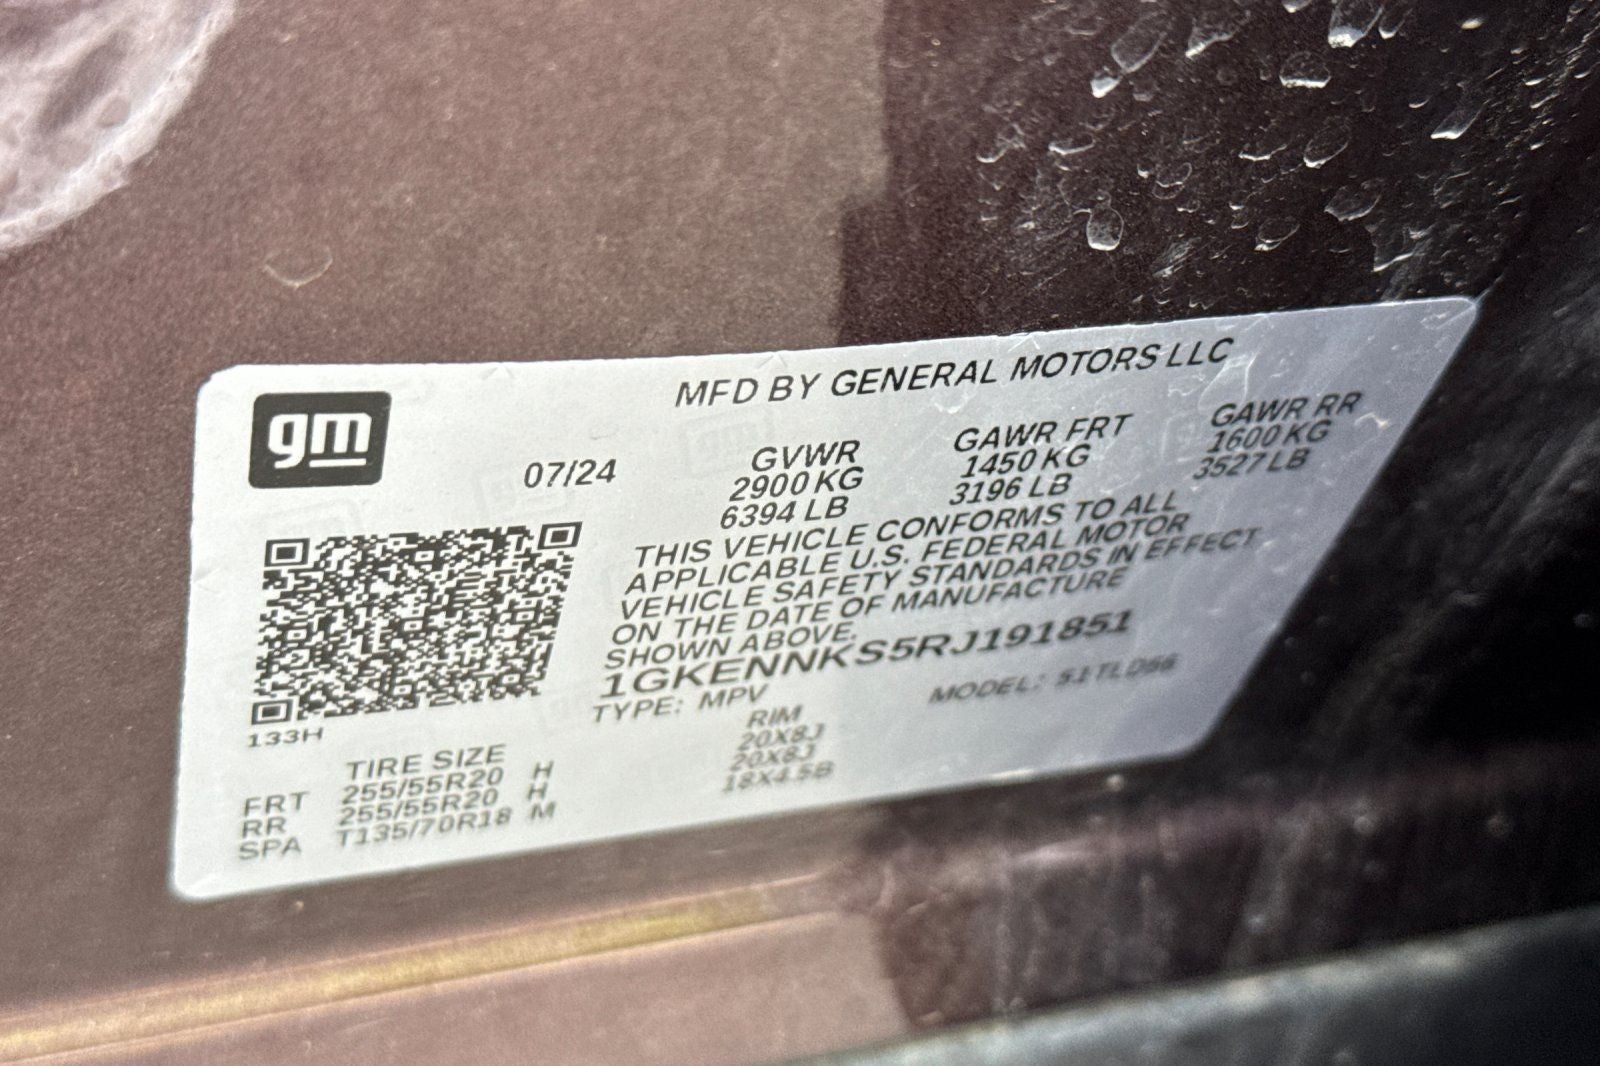 gm
MFD BY GENERAL MOTORS LLC
07/24 GVWR GAWR FRT GAWR RR
2900 KG 1450 KG 1600 KG
6394 LB 3196 LB 3527 LB
THIS VEHICLE CONFORMS TO ALL
APPLICABLE U.S. FEDERAL MOTOR
VEHICLE SAFETY STANDARDS IN EFFECT
ON THE DATE OF MANUFACTURE
SHOWN ABOVE.
1GKENNKS5RJ191851
TYPE: MPV MODEL:
133H
TIRE SIZE RIM
FRT 255/55R20 H 20X8J
RR 255/55R20 H 20X8J
SPA T135/70R18 M 18X4.5B